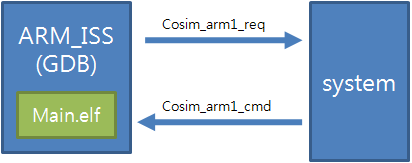 ARM_ISS
(GDB)
Main.elf
Cosim_arm1_req
Cosim_arm1_cmd
system